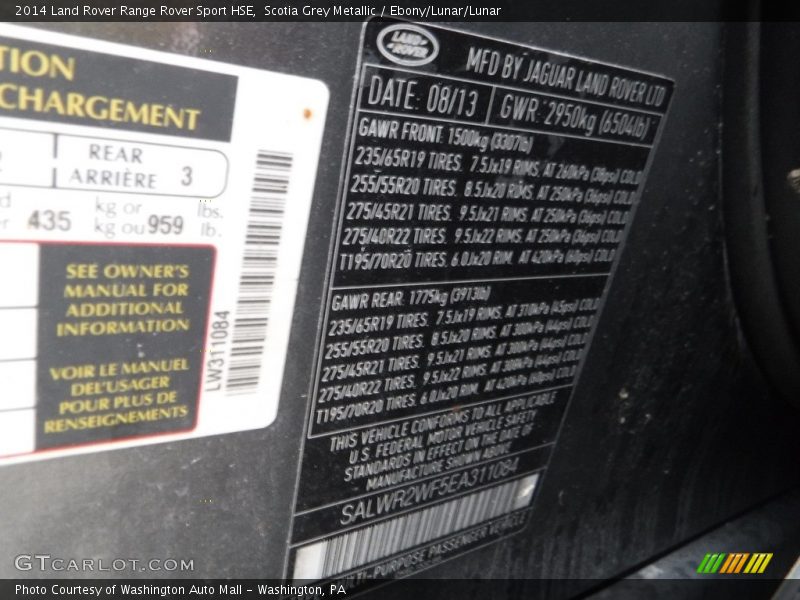 2014 Land Rover Range Rover Sport HSE, Scotia Grey Metallic / Ebony/Lunar/Lunar
TION
CHARGEMENT
REAR
ARRIÈRE 3
435 kg or
kg ou 959 lbs.
lb.
SEE OWNER'S
MANUAL FOR
ADDITIONAL
INFORMATION
VOIR LE MANUEL
DEL'USAGER
POUR PLUS DE
RENSEIGNEMENTS
LW311084
LAND
ROVER
MFD BY JAGUAR LAND ROVER LTD
DATE: 08/13 GWR: 2950kg (6504lb)
GAWR FRONT 1500kg (3307lb)
235/65R19 TIRES. 7.5Jx19 RIMS. AT 260kPa (38psi) COLD
255/55R20 TIRES. 8.5Jx20 RIMS. AT 250kPa (36psi) COLD
275/45R21 TIRES. 9.5Jx21 RIMS. AT 250kPa (36psi) COLD
275/40R22 TIRES. 9.5Jx22 RIMS. AT 250kPa (36psi) COLD
T195/70R20 TIRES. 6.0Jx20 RIM. AT 420kPa (60psi) COLD
GAWR REAR. 1775kg (3913lb)
235/65R19 TIRES. 7.5Jx19 RIMS. AT 310kPa (45psi) COLD
255/55R20 TIRES. 8.5Jx20 RIMS. AT 300kPa (44psi) COLD
275/45R21 TIRES. 9.5Jx21 RIMS. AT 300kPa (44psi) COLD
275/40R22 TIRES. 9.5Jx22 RIMS. AT 300kPa (44psi) COLD
T195/70R20 TIRES. 6.0Jx20 RIM. AT 420kPa (60psi) COLD
THIS VEHICLE CONFORMS TO ALL APPLICABLE
U.S. FEDERAL MOTOR VEHICLE SAFETY
STANDARDS IN EFFECT ON THE DATE OF
MANUFACTURE SHOWN ABOVE.
SALWR2WF5EA311084
MULTI-PURPOSE PASSENGER VEHICLE
GTCARLOT.COM
Photo Courtesy of Washington Auto Mall - Washington, PA